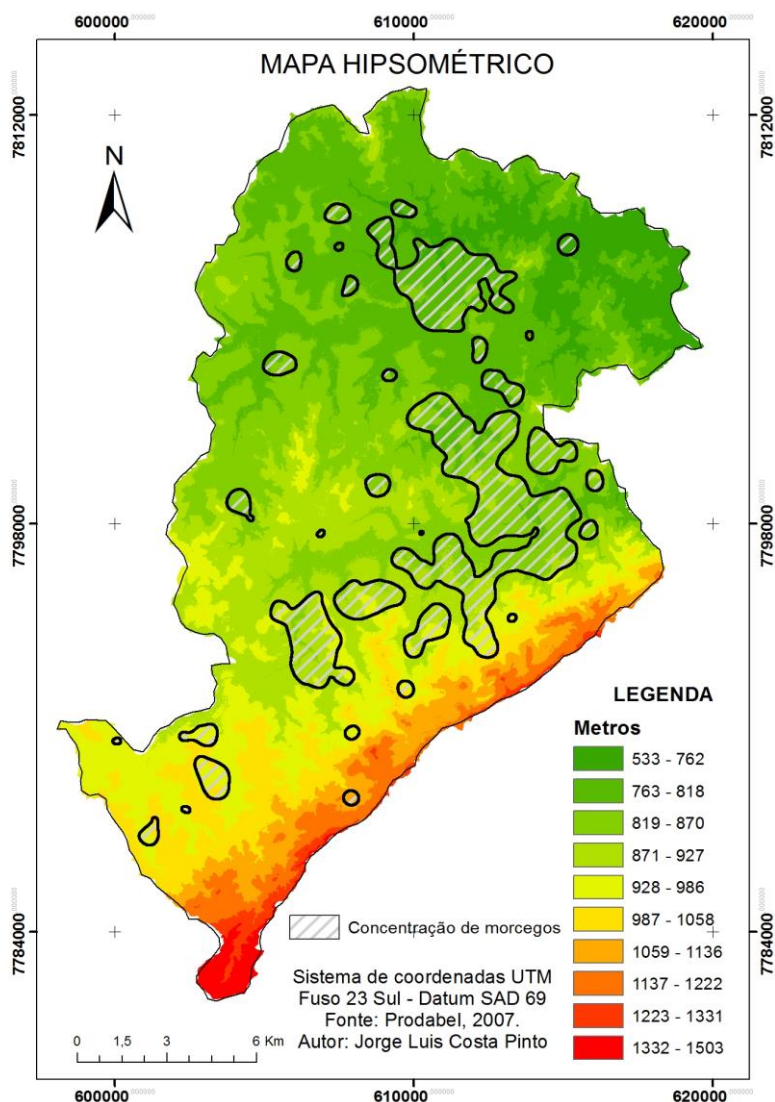 600000 610000 620000
MAPA HIPSOMÉTRICO
7812000 7812000
N
7798000 7798000
LEGENDA
Metros
533 - 762
763 - 818
819 - 870
871 - 927
928 - 986
987 - 1058
1059 - 1136
1137 - 1222
1223 - 1331
1332 - 1503
7784000 7784000
Concentração de morcegos
Sistema de coordenadas UTM
Fuso 23 Sul - Datum SAD 69
Fonte: Prodabel, 2007.
Autor: Jorge Luis Costa Pinto
0 1,5 3 6 Km
600000 610000 620000